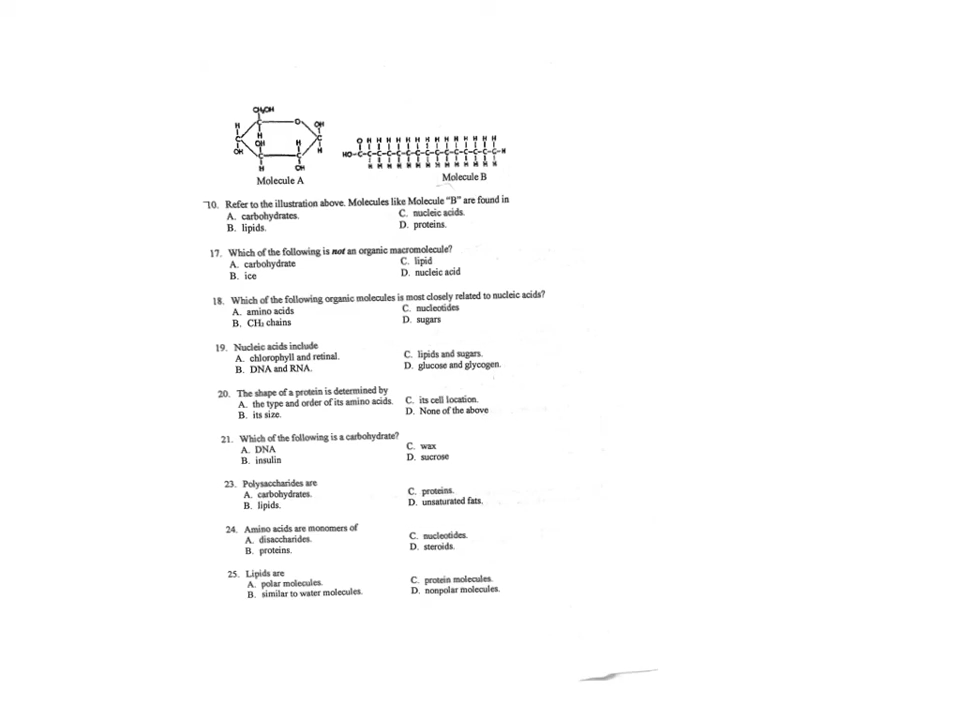 CH₂OH
Molecule A
Molecule B
10. Refer to the illustration above. Molecules like Molecule "B" are found in
A. carbohydrates. C. nucleic acids.
B. lipids. D. proteins.
17. Which of the following is not an organic macromolecule?
A. carbohydrate C. lipid
B. ice D. nucleic acid
18. Which of the following organic molecules is most closely related to nucleic acids?
A. amino acids C. nucleotides
B. CH₂ chains D. sugars
19. Nucleic acids include
A. chlorophyll and retinal. C. lipids and sugars.
B. DNA and RNA. D. glucose and glycogen.
20. The shape of a protein is determined by
A. the type and order of its amino acids. C. its cell location.
B. its size. D. None of the above
21. Which of the following is a carbohydrate?
A. DNA C. wax
B. insulin D. sucrose
23. Polysaccharides are
A. carbohydrates. C. proteins.
B. lipids. D. unsaturated fats.
24. Amino acids are monomers of
A. disaccharides. C. nucleotides.
B. proteins. D. steroids.
25. Lipids are
A. polar molecules. C. protein molecules.
B. similar to water molecules. D. nonpolar molecules.